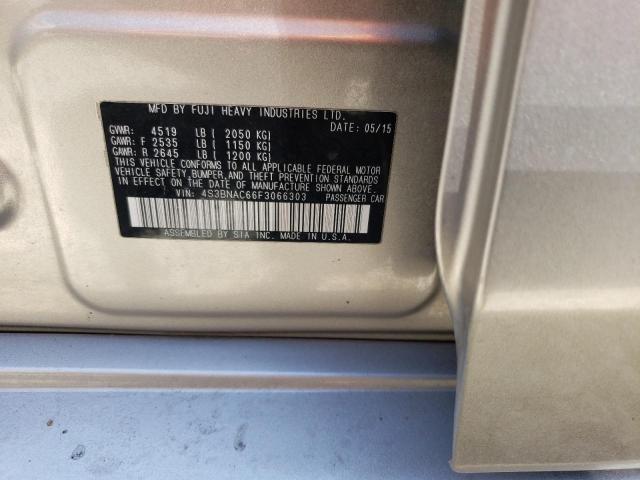 MFD BY FUJI HEAVY INDUSTRIES LTD.
DATE: 05/15
GVWR: 4519 LB ( 2050 KG)
GAWR: F 2535 LB ( 1150 KG)
GAWR: R 2645 LB ( 1200 KG)
THIS VEHICLE CONFORMS TO ALL APPLICABLE FEDERAL MOTOR
VEHICLE SAFETY,BUMPER,AND THEFT PREVENTION STANDARDS
IN EFFECT ON THE DATE OF MANUFACTURE SHOWN ABOVE.
VIN: 4S3BNAC66F3066303 PASSENGER CAR
ASSEMBLED BY SIA INC. MADE IN U.S.A.